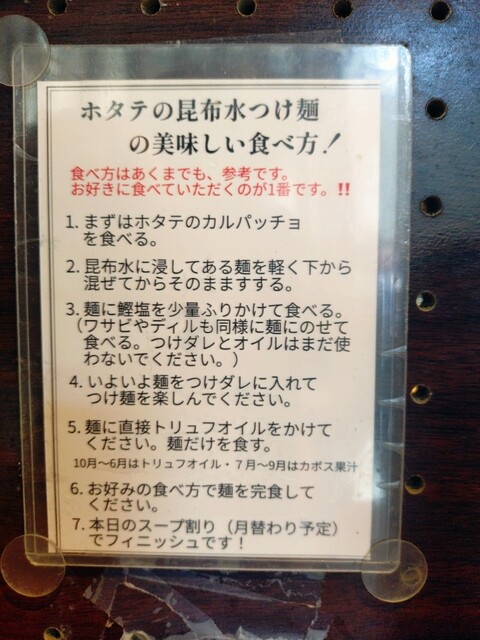 ホタテの昆布水つけ麺
の美味しい食べ方！
食べ方はあくまでも、参考です。
お好きに食べていただくのが1番です。‼
1. まずはホタテのカルパッチョ
を食べる。
2. 昆布水に浸してある麺を軽く下から
混ぜてからそのまますする。
3. 麺に鰹塩を少量ふりかけて食べる。
（ワサビやディルも同様に麺にのせて
食べる。つけダレとオイルはまだ使
わないでください。）
4. いよいよ麺をつけダレに入れて
つけ麺を楽しんでください。
5. 麺に直接トリュフオイルをかけて
ください。麺だけを食す。
10月～6月はトリュフオイル・７月～9月はカボス果汁
6. お好みの食べ方で麺を完食して
ください。
7. 本日のスープ割り（月替わり予定）
でフィニッシュです！